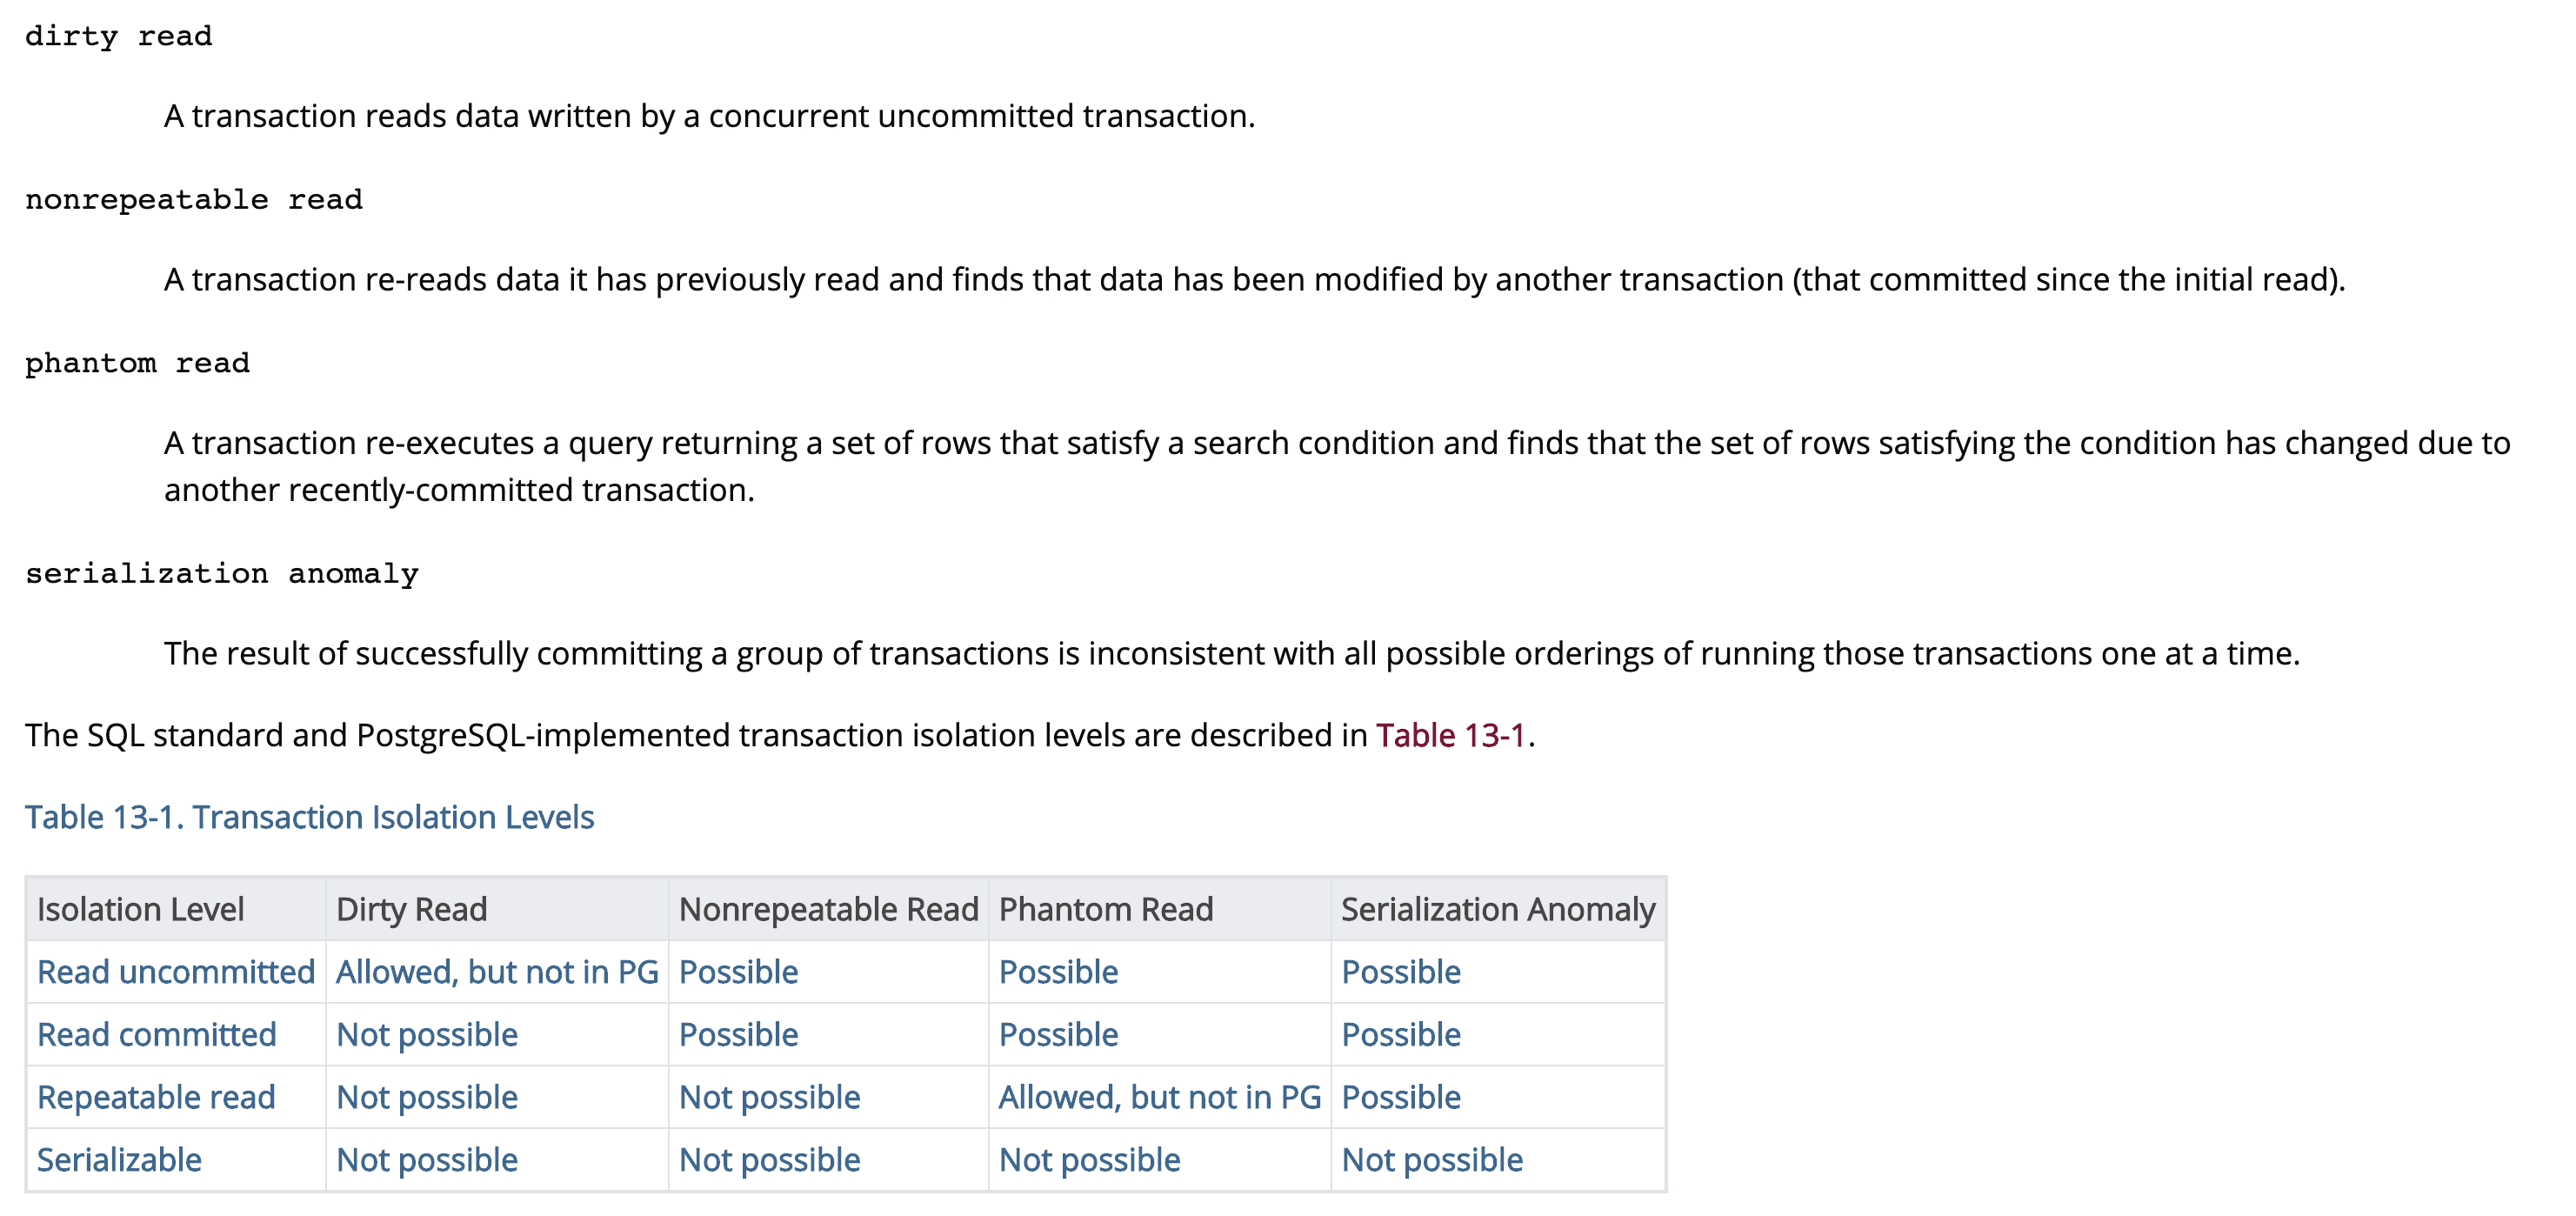 dirty read
A transaction reads data written by a concurrent uncommitted transaction.
nonrepeatable read
A transaction re-reads data it has previously read and finds that data has been modified by another transaction (that committed since the initial read).
phantom read
A transaction re-executes a query returning a set of rows that satisfy a search condition and finds that the set of rows satisfying the condition has changed due to
another recently-committed transaction.
serialization anomaly
The result of successfully committing a group of transactions is inconsistent with all possible orderings of running those transactions one at a time.
The SQL standard and PostgreSQL-implemented transaction isolation levels are described in Table 13-1.
Table 13-1. Transaction Isolation Levels
Isolation Level Dirty Read Nonrepeatable Read Phantom Read Serialization Anomaly
Read uncommitted Allowed, but not in PG Possible Possible Possible
Read committed Not possible Possible Possible Possible
Repeatable read Not possible Not possible Allowed, but not in PG Possible
Serializable Not possible Not possible Not possible Not possible